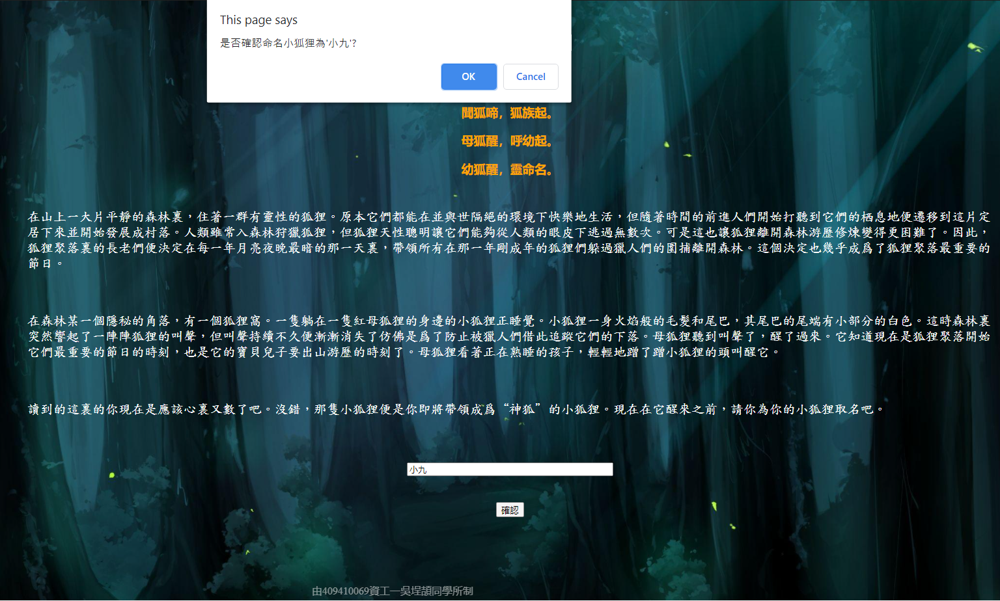 This page says
是否確認命名小狐狸為'小九'?
OK
Cancel
聞狐啼，狐族起。
母狐醒，呼幼起。
幼狐醒，靈命名。
在山上一大片平靜的森林裏，住著一群有靈性的狐狸。原本它們都能在並與世隔絕的環境下快樂地生活，但隨著時間的前進人們開始打聽到它們的栖息地便遷移到這片定
居下來並開始發展成村落。人類雖常入森林狩獵狐狸，但狐狸天性聰明讓它們能夠從人類的眼皮下逃過無數次。可是這也讓狐狸離開森林游歷修煉變得更困難了。因此，
狐狸聚落裏的長老們便決定在每一年月亮夜晚最暗的那一天裏，帶領所有在那一年剛成年的狐狸們躲過獵人們的圍捕離開森林。這個決定也幾乎成爲了狐狸聚落最重要的
節日。
在森林某一個隱秘的角落，有一個狐狸窩。一隻躺在一隻紅母狐狸的身邊的小狐狸正睡覺。小狐狸一身火焰般的毛髮和尾巴，其尾巴的尾端有小部分的白色。這時森林裏
突然響起了一陣陣狐狸的叫聲，但叫聲持續不久便漸漸消失了仿佛是爲了防止被獵人們借此追蹤它們的下落。母狐狸聽到叫聲了，醒了過來。它知道現在是狐狸聚落開始
它們最重要的節日的時刻，也是它的寶貝兒子要出山游歷的時刻了。母狐狸看著正在熟睡的孩子，輕輕地蹭了蹭小狐狸的頭叫醒它。
讀到的這裏的你現在是應該心裏又數了吧。沒錯，那隻小狐狸便是你即將帶領成爲“神狐”的小狐狸。現在在它醒來之前，請你為你的小狐狸取名吧。
小九
確認
由409410069資工一吳埕頡同學所制